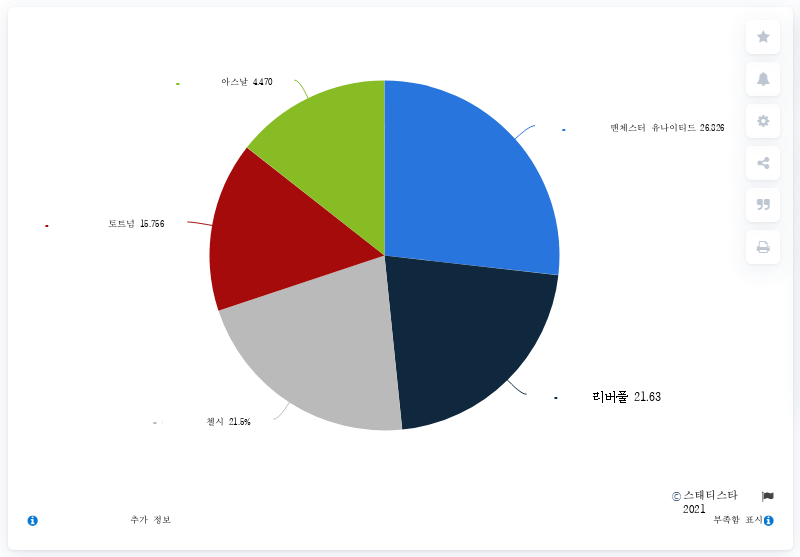 아스날 4.470
맨체스터 유나이티드 26.826
토트넘 15.756
리버풀 21.63
첼시 21.5%
© 스태티스타
2021
추가 정보
부족함 표시